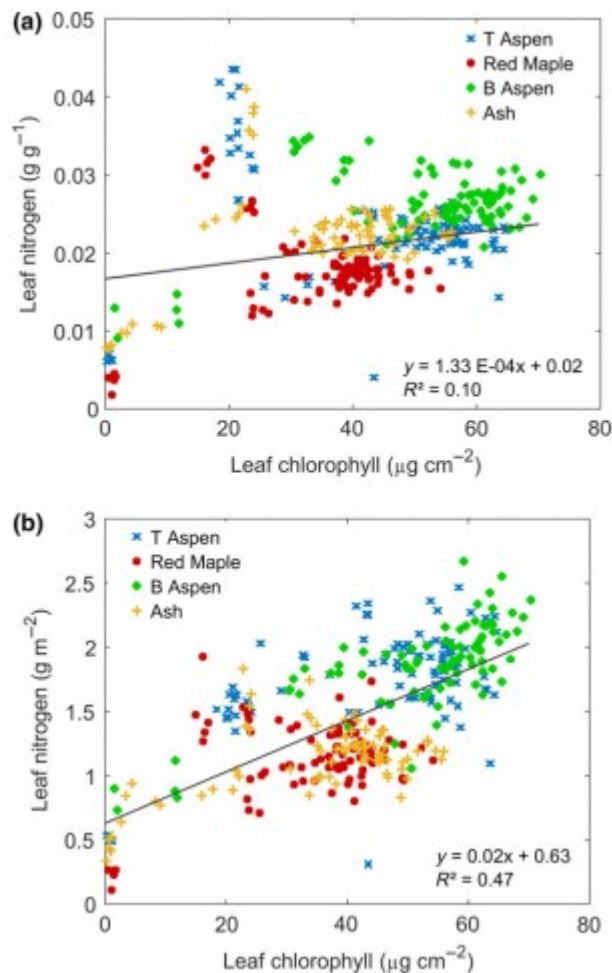 (a)
0.05
0.04
0.03
0.02
0.01
0
Leaf nitrogen (g g⁻¹)
T Aspen
Red Maple
B Aspen
Ash
y = 1.33 E-04x + 0.02
R² = 0.10
0 20 40 60 80
Leaf chlorophyll (µg cm⁻²)
(b)
3
2.5
2
1.5
1
0.5
0
Leaf nitrogen (g m⁻²)
T Aspen
Red Maple
B Aspen
Ash
y = 0.02x + 0.63
R² = 0.47
0 20 40 60 80
Leaf chlorophyll (µg cm⁻²)